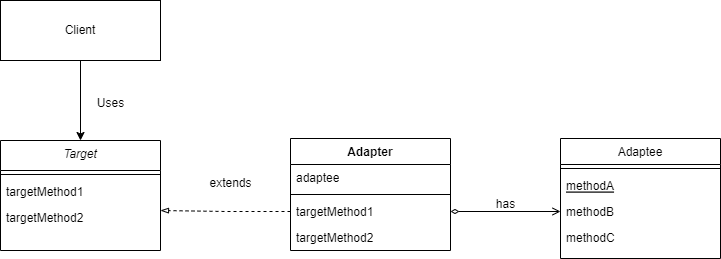 Client
Uses
Target
targetMethod1
targetMethod2
extends
Adapter
adaptee
targetMethod1
targetMethod2
has
Adaptee
methodA
methodB
methodC